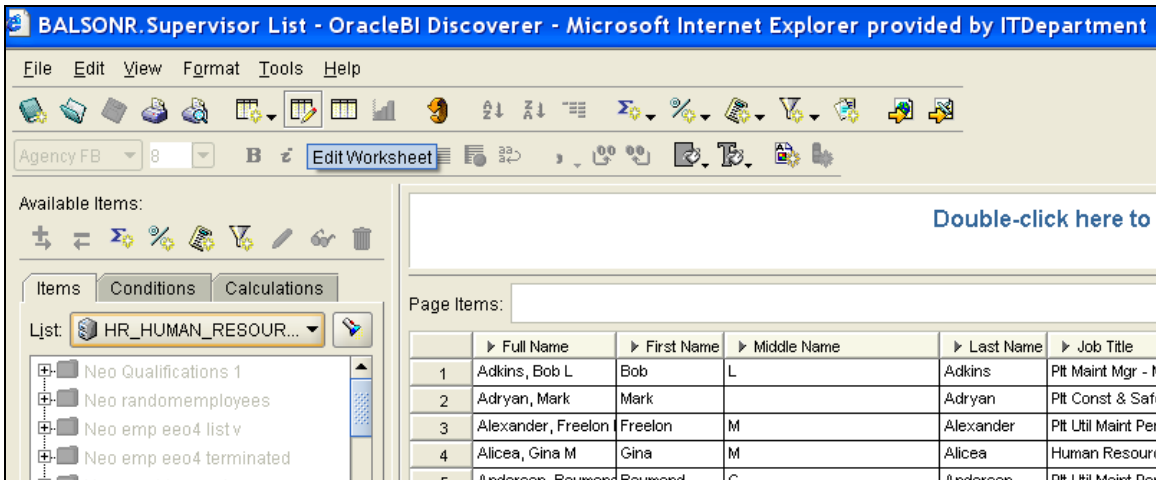 BALSONR.Supervisor List - OracleBI Discoverer - Microsoft Internet Explorer provided by ITDepartment
File Edit View Format Tools Help
Agency FB 8 B i Edit Worksheet
Available Items:
Double-click here to
Items Conditions Calculations
Page Items:
List: HR_HUMAN_RESOUR...
Full Name First Name Middle Name Last Name Job Title
Neo Qualifications 1
1 Adkins, Bob L Bob L Adkins Plt Maint Mgr -
Neo randomemployees
2 Adryan, Mark Mark Adryan Plt Const & Saf
Neo emp eeo4 list v
3 Alexander, Freelon Freelon M Alexander Plt Util Maint Per
Neo emp eeo4 terminated
4 Alicea, Gina M Gina M Alicea Human Resour